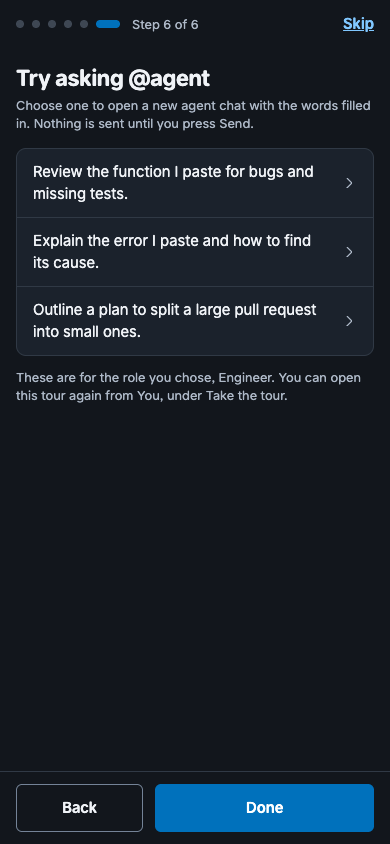 Step 6 of 6
Skip
Try asking @agent
Choose one to open a new agent chat with the words filled
in. Nothing is sent until you press Send.
Review the function I paste for bugs and
missing tests.
Explain the error I paste and how to find
its cause.
Outline a plan to split a large pull request
into small ones.
These are for the role you chose, Engineer. You can open
this tour again from You, under Take the tour.
Back
Done